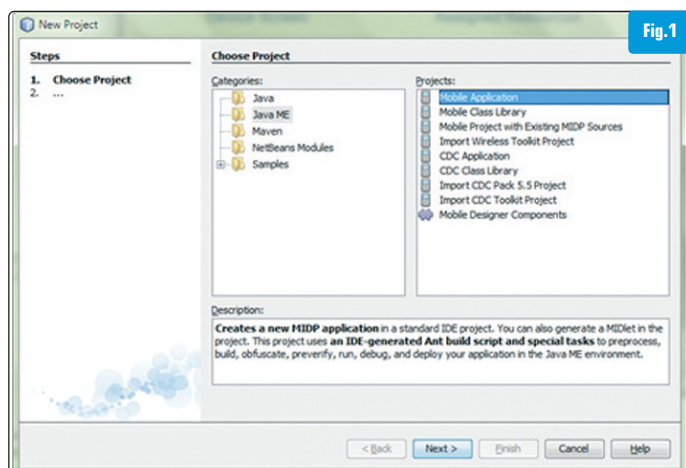 New Project
Fig.1
Steps
1. Choose Project
2. ...
Choose Project
Categories:
Java
Java ME
Maven
NetBeans Modules
Samples
Projects:
Mobile Application
Mobile Class Library
Mobile Project with Existing MIDP Sources
Import Wireless Toolkit Project
CDC Application
CDC Class Library
Import CDC Pack 5.5 Project
Import CDC Toolkit Project
Mobile Designer Components
Description:
Creates a new MIDP application in a standard IDE project. You can also generate a MIDlet in the
project. This project uses an IDE-generated Ant build script and special tasks to preprocess,
build, obfuscate, preverify, run, debug, and deploy your application in the Java ME environment.
< Back Next > Finish Cancel Help